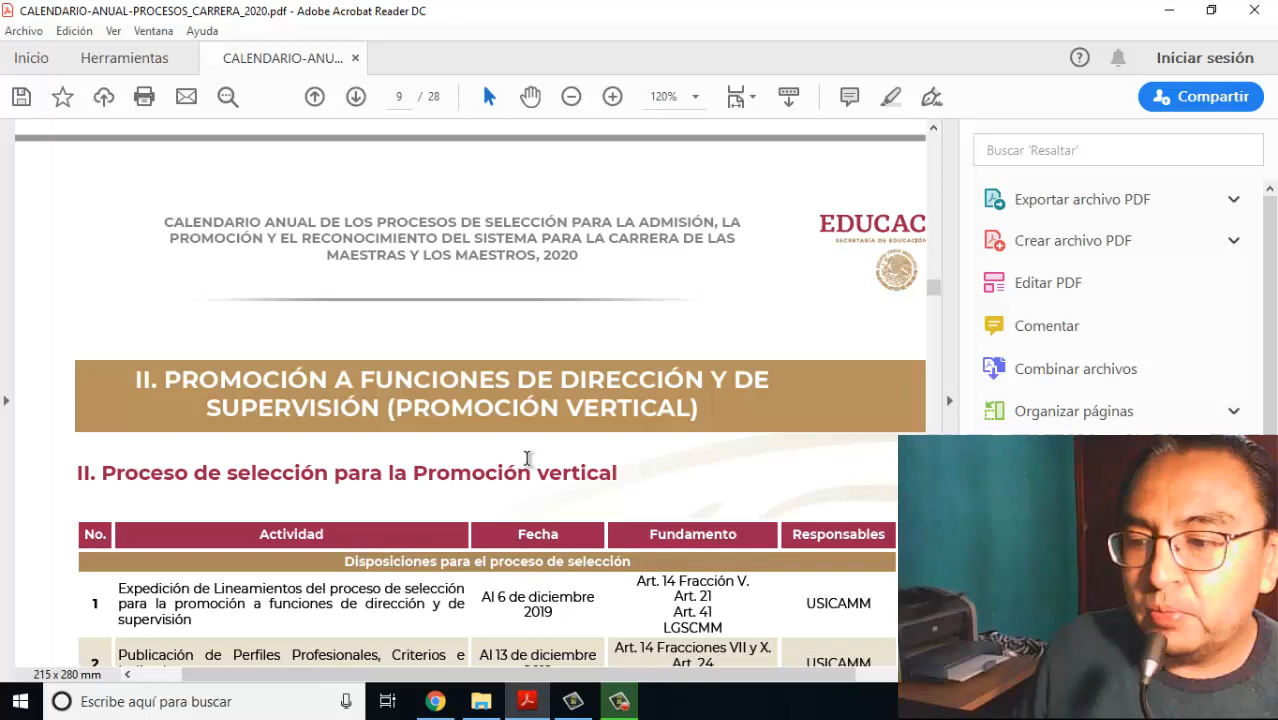 CALENDARIO-ANUAL-PROCESOS_CARRERA_2020.pdf - Adobe Acrobat Reader DC
Archivo Edición Ver Ventana Ayuda
Inicio Herramientas CALENDARIO-ANU... × Iniciar sesión
9 / 28 120% Compartir
Buscar 'Resaltar'
Exportar archivo PDF
Crear archivo PDF
Editar PDF
Comentar
Combinar archivos
Organizar páginas
CALENDARIO ANUAL DE LOS PROCESOS DE SELECCIÓN PARA LA ADMISIÓN, LA
PROMOCIÓN Y EL RECONOCIMIENTO DEL SISTEMA PARA LA CARRERA DE LAS
MAESTRAS Y LOS MAESTROS, 2020
EDUCAC
SECRETARÍA DE EDUCACIÓN
II. PROMOCIÓN A FUNCIONES DE DIRECCIÓN Y DE
SUPERVISIÓN (PROMOCIÓN VERTICAL)
II. Proceso de selección para la Promoción vertical
No. Actividad Fecha Fundamento Responsables
Disposiciones para el proceso de selección
1 Expedición de Lineamientos del proceso de selección
para la promoción a funciones de dirección y de
supervisión
Al 6 de diciembre
2019
Art. 14 Fracción V.
Art. 21
Art. 41
LGSCMM
USICAMM
2 Publicación de Perfiles Profesionales, Criterios e
Al 13 de diciembre
Art. 14 Fracciones VII y X.
Art. 24
USICAMM
215 x 280 mm
Escribe aquí para buscar